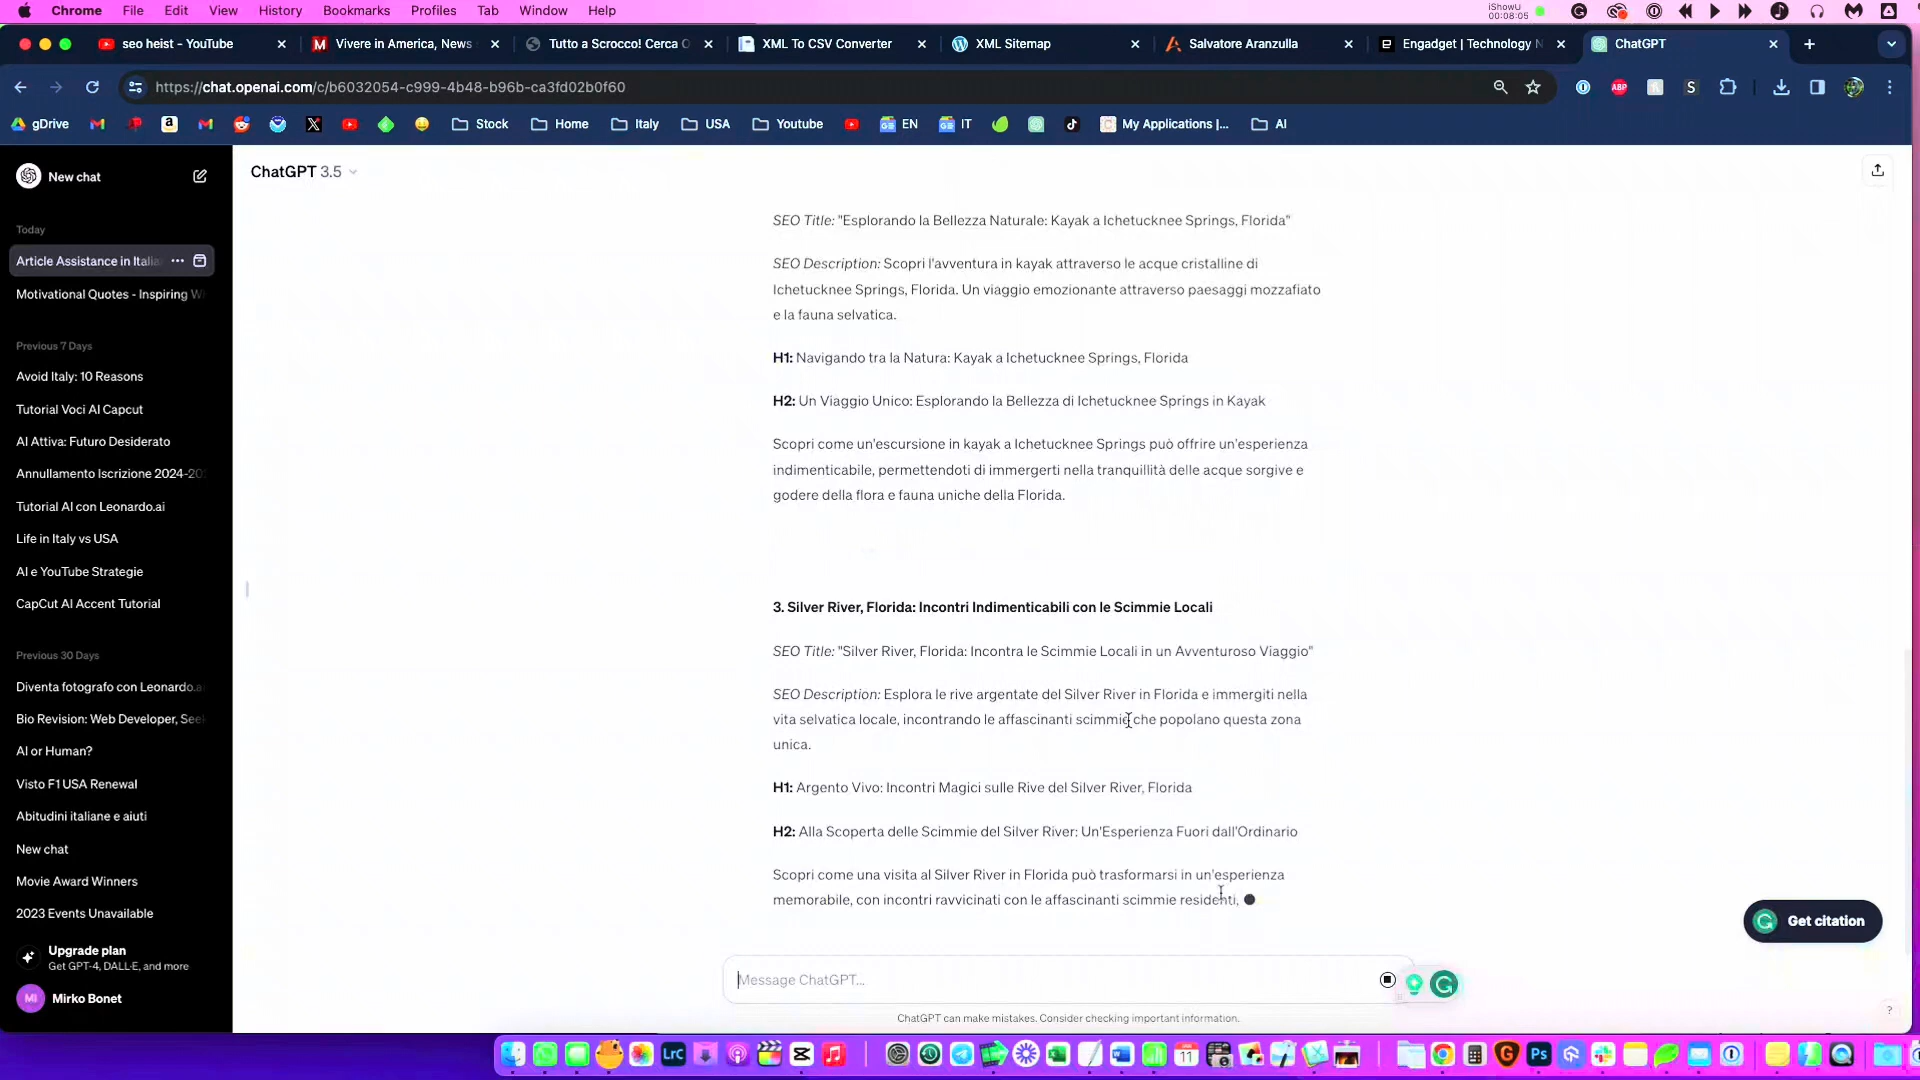 Chrome File Edit View History Bookmarks Profiles Tab Window Help
iShowU
00:08:05
seo heist - YouTube
Vivere in America, News
Tutto a Scrocco! Cerca O
XML To CSV Converter
XML Sitemap
Salvatore Aranzulla
Engadget | Technology N
ChatGPT
https://chat.openai.com/c/b6032054-c999-4b48-b96b-ca3fd02b0f60
gDrive
Stock
Home
Italy
USA
Youtube
EN
IT
My Applications |...
AI
New chat
Today
Article Assistance in Italia
Motivational Quotes - Inspiring Wi
Previous 7 Days
Avoid Italy: 10 Reasons
Tutorial Voci AI Capcut
AI Attiva: Futuro Desiderato
Annullamento Iscrizione 2024-20
Tutorial AI con Leonardo.ai
Life in Italy vs USA
AI e YouTube Strategie
CapCut AI Accent Tutorial
Previous 30 Days
Diventa fotografo con Leonardo.a
Bio Revision: Web Developer, See
AI or Human?
Visto F1 USA Renewal
Abitudini italiane e aiuti
New chat
Movie Award Winners
2023 Events Unavailable
Upgrade plan
Get GPT-4, DALL·E, and more
MI
Mirko Bonet
ChatGPT 3.5
SEO Title: "Esplorando la Bellezza Naturale: Kayak a Ichetucknee Springs, Florida"
SEO Description: Scopri l'avventura in kayak attraverso le acque cristalline di
Ichetucknee Springs, Florida. Un viaggio emozionante attraverso paesaggi mozzafiato
e la fauna selvatica.
H1: Navigando tra la Natura: Kayak a Ichetucknee Springs, Florida
H2: Un Viaggio Unico: Esplorando la Bellezza di Ichetucknee Springs in Kayak
Scopri come un'escursione in kayak a Ichetucknee Springs può offrire un'esperienza
indimenticabile, permettendoti di immergerti nella tranquillità delle acque sorgive e
godere della flora e fauna uniche della Florida.
3. Silver River, Florida: Incontri Indimenticabili con le Scimmie Locali
SEO Title: "Silver River, Florida: Incontra le Scimmie Locali in un Avventuroso Viaggio"
SEO Description: Esplora le rive argentate del Silver River in Florida e immergiti nella
vita selvatica locale, incontrando le affascinanti scimmie che popolano questa zona
unica.
H1: Argento Vivo: Incontri Magici sulle Rive del Silver River, Florida
H2: Alla Scoperta delle Scimmie del Silver River: Un'Esperienza Fuori dall'Ordinario
Scopri come una visita al Silver River in Florida può trasformarsi in un'esperienza
memorabile, con incontri ravvicinati con le affascinanti scimmie residenti,
Get citation
Message ChatGPT...
ChatGPT can make mistakes. Consider checking important information.
?